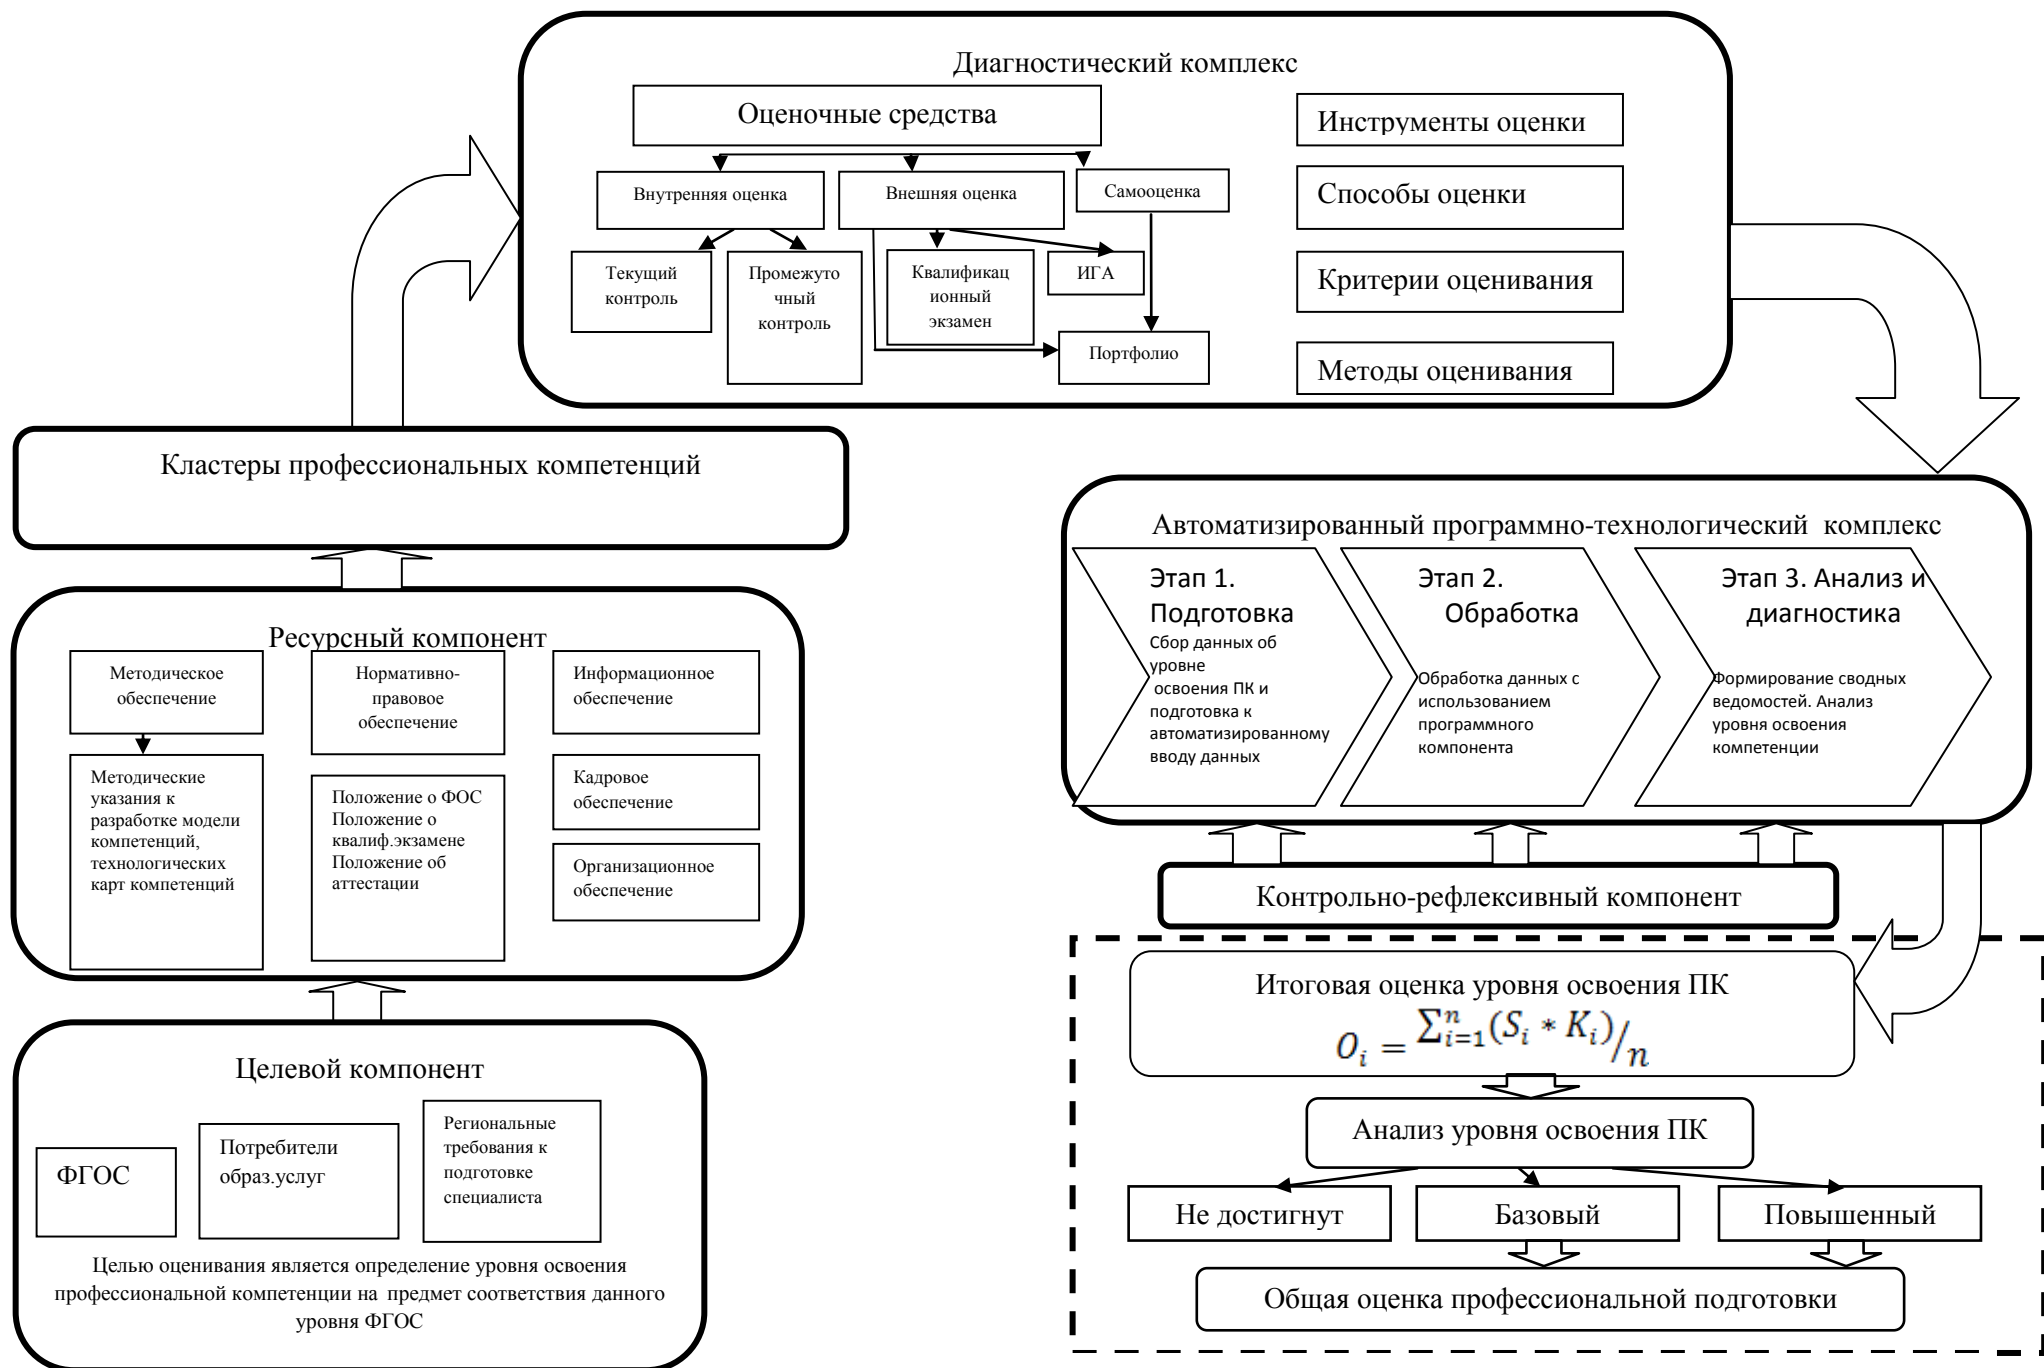 Диагностический комплекс
Оценочные средства
Внутренняя оценка
Внешняя оценка
Самооценка
Текущий
контроль
Промежуто
чный
контроль
Квалификац
ионный
экзамен
ИГА
Портфолио
Инструменты оценки
Способы оценки
Критерии оценивания
Методы оценивания
Кластеры профессиональных компетенций
Ресурсный компонент
Методическое
обеспечение
Нормативно-
правовое
обеспечение
Информационное
обеспечение
Методические
указания к
разработке модели
компетенций,
технологических
карт компетенций
Положение о ФОС
Положение о
квалиф.экзамене
Положение об
аттестации
Кадровое
обеспечение
Организационное
обеспечение
Целевой компонент
ФГОС
Потребители
образ.услуг
Региональные
требования к
подготовке
специалиста
Целью оценивания является определение уровня освоения
профессиональной компетенции на предмет соответствия данного
уровня ФГОС
Автоматизированный программно-технологический комплекс
Этап 1.
Подготовка
Сбор данных об
уровне
освоения ПК и
подготовка к
автоматизированному
вводу данных
Этап 2.
Обработка
Обработка данных с
использованием
программного
компонента
Этап 3. Анализ и
диагностика
Формирование сводных
ведомостей. Анализ
уровня освоения
компетенции
Контрольно-рефлексивный компонент
Итоговая оценка уровня освоения ПК
O_i = ∑_{i=1}^{n}(S_i * K_i)/n
Анализ уровня освоения ПК
Не достигнут
Базовый
Повышенный
Общая оценка профессиональной подготовки